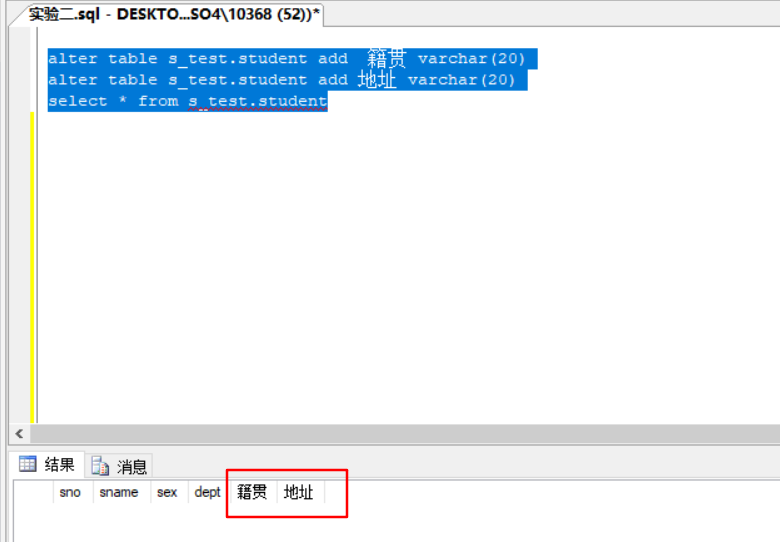 实验二.sql - DESKTO...SO4\10368 (52))*
alter table s_test.student add 籍贯 varchar(20)
alter table s_test.student add 地址 varchar(20)
select * from s_test.student
结果 消息
sno sname sex dept 籍贯 地址